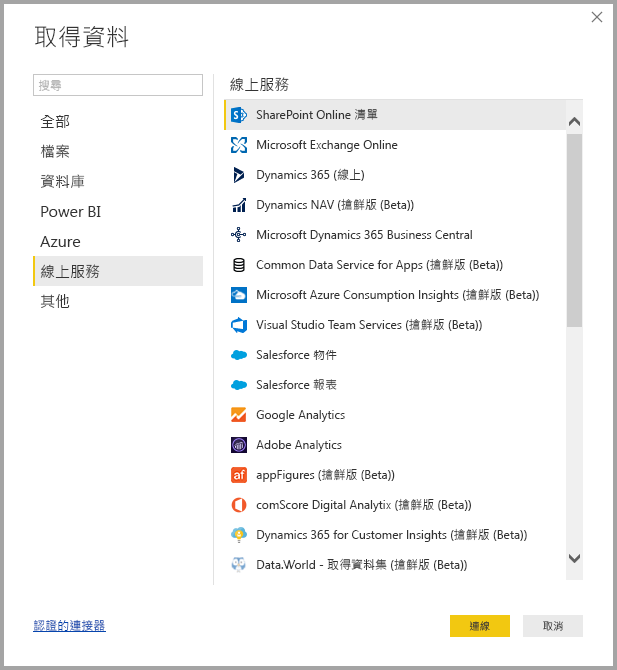 取得資料
搜尋
全部
檔案
資料庫
Power BI
Azure
線上服務
其他
線上服務
SharePoint Online 清單
Microsoft Exchange Online
Dynamics 365 (線上)
Dynamics NAV (搶鮮版 (Beta))
Microsoft Dynamics 365 Business Central
Common Data Service for Apps (搶鮮版 (Beta))
Microsoft Azure Consumption Insights (搶鮮版 (Beta))
Visual Studio Team Services (搶鮮版 (Beta))
Salesforce 物件
Salesforce 報表
Google Analytics
Adobe Analytics
appFigures (搶鮮版 (Beta))
comScore Digital Analytix (搶鮮版 (Beta))
Dynamics 365 for Customer Insights (搶鮮版 (Beta))
Data.World - 取得資料集 (搶鮮版 (Beta))
認證的連接器
連線
取消